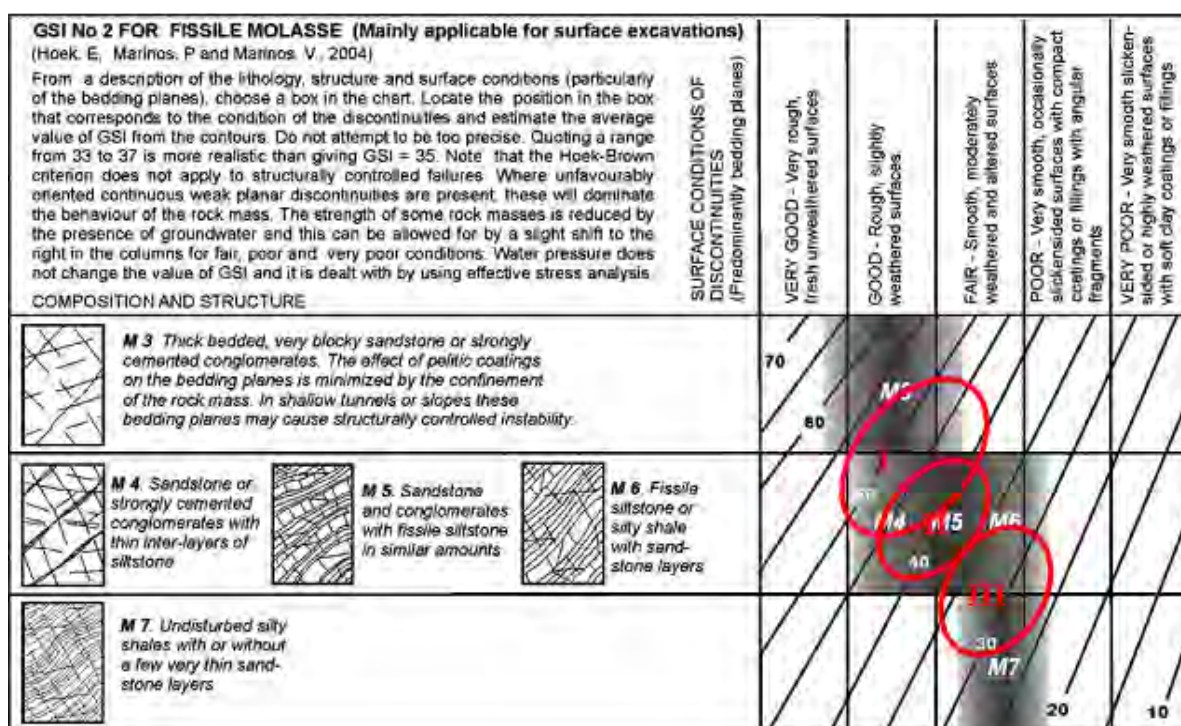 GSI No 2 FOR FISSILE MOLASSE (Mainly applicable for surface excavations)
(Hoek. E, Marinos. P and Marinos. V., 2004)
From a description of the lithology, structure and surface conditions (particularly
of the bedding planes), choose a box in the chart. Locate the position in the box
that corresponds to the condition of the discontinuities and estimate the average
value of GSI from the contours. Do not attempt to be too precise. Quoting a range
from 33 to 37 is more realistic than giving GSI = 35. Note that the Hoek-Brown
criterion does not apply to structurally controlled failures. Where unfavourably
oriented continuous weak planar discontinuities are present, these will dominate
the behaviour of the rock mass. The strength of some rock masses is reduced by
the presence of groundwater and this can be allowed for by a slight shift to the
right in the columns for fair, poor and very poor conditions. Water pressure does
not change the value of GSI and it is dealt with by using effective stress analysis.
COMPOSITION AND STRUCTURE
SURFACE CONDITIONS OF
DISCONTINUITIES
(Predominantly bedding planes)
VERY GOOD - Very rough,
fresh unweathered surfaces
GOOD - Rough, slightly
weathered surfaces
FAIR - Smooth, moderately
weathered and altered surfaces
POOR - Very smooth, occasionally
slickensided surfaces with compact
coatings or fillings with angular
fragments
VERY POOR - Very smooth slicken-
sided or highly weathered surfaces
with soft clay coatings or fillings
M 3 Thick bedded, very blocky sandstone or strongly
cemented conglomerates. The effect of pelitic coatings
on the bedding planes is minimized by the confinement
of the rock mass. In shallow tunnels or slopes these
bedding planes may cause structurally controlled instability.
M 4. Sandstone or
strongly cemented
conglomerates with
thin inter-layers of
siltstone
M 5. Sandstone
and conglomerates
with fissile siltstone
in similar amounts
M 6. Fissile
siltstone or
silty shale
with sand-
stone layers
M 7. Undisturbed silty
shales with or without
a few very thin sand-
stone layers
70
60
M3
I
M4
M5
M6
40
III
30
M7
20
10